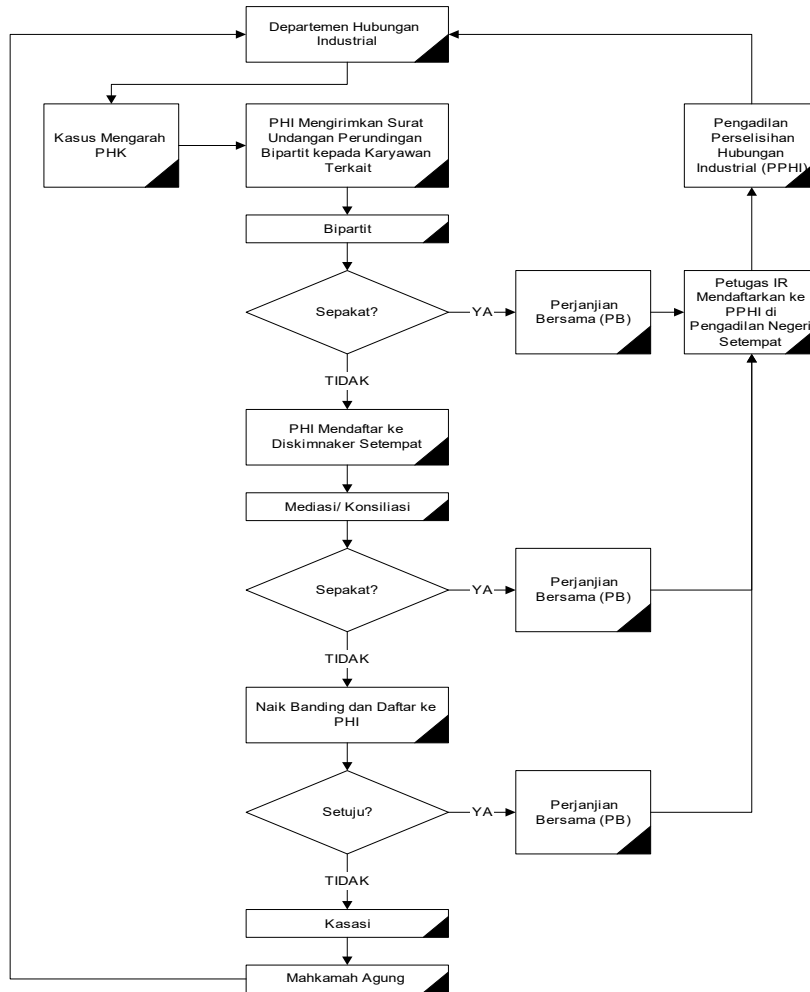 Departemen Hubungan
Industrial
Kasus Mengarah
PHK
PHI Mengirimkan Surat
Undangan Perundingan
Bipartit kepada Karyawan
Terkait
Pengadilan
Perselisihan
Hubungan
Industrial (PPHI)
Bipartit
Sepakat?
YA
Perjanjian
Bersama (PB)
Petugas IR
Mendaftarkan ke
PPHI di
Pengadilan Negeri
Setempat
TIDAK
PHI Mendaftar ke
Diskimnaker Setempat
Mediasi/ Konsiliasi
Sepakat?
YA
Perjanjian
Bersama (PB)
TIDAK
Naik Banding dan Daftar ke
PHI
Setuju?
YA
Perjanjian
Bersama (PB)
TIDAK
Kasasi
Mahkamah Agung